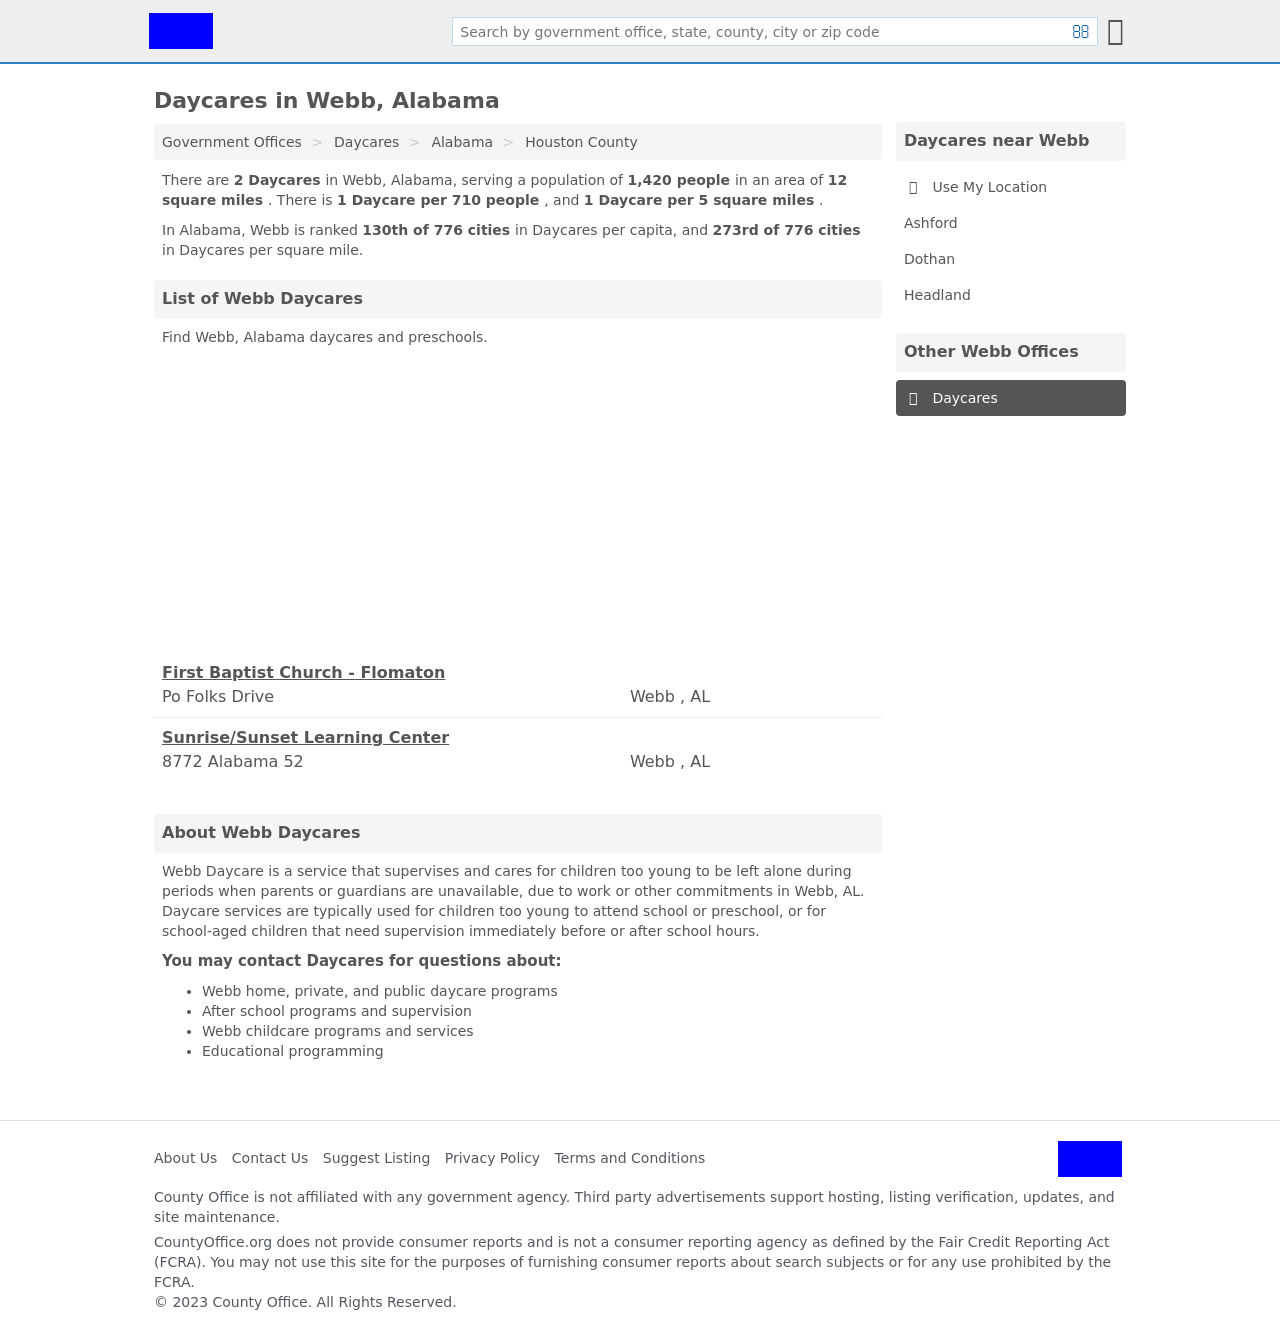 Search by government office, state, county, city or zip code
Daycares in Webb, Alabama
Government Offices > Daycares > Alabama > Houston County
There are 2 Daycares in Webb, Alabama, serving a population of 1,420 people in an area of 12
square miles . There is 1 Daycare per 710 people , and 1 Daycare per 5 square miles .
In Alabama, Webb is ranked 130th of 776 cities in Daycares per capita, and 273rd of 776 cities
in Daycares per square mile.
List of Webb Daycares
Find Webb, Alabama daycares and preschools.
First Baptist Church - Flomaton
Po Folks Drive Webb , AL
Sunrise/Sunset Learning Center
8772 Alabama 52 Webb , AL
About Webb Daycares
Webb Daycare is a service that supervises and cares for children too young to be left alone during
periods when parents or guardians are unavailable, due to work or other commitments in Webb, AL.
Daycare services are typically used for children too young to attend school or preschool, or for
school-aged children that need supervision immediately before or after school hours.
You may contact Daycares for questions about:
• Webb home, private, and public daycare programs
• After school programs and supervision
• Webb childcare programs and services
• Educational programming
Daycares near Webb
Use My Location
Ashford
Dothan
Headland
Other Webb Offices
Daycares
About Us Contact Us Suggest Listing Privacy Policy Terms and Conditions
County Office is not affiliated with any government agency. Third party advertisements support hosting, listing verification, updates, and
site maintenance.
CountyOffice.org does not provide consumer reports and is not a consumer reporting agency as defined by the Fair Credit Reporting Act
(FCRA). You may not use this site for the purposes of furnishing consumer reports about search subjects or for any use prohibited by the
FCRA.
© 2023 County Office. All Rights Reserved.